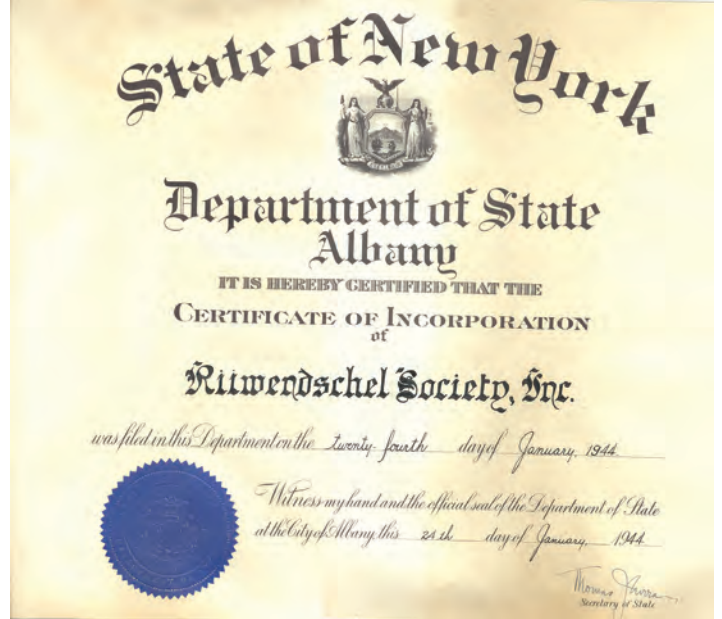 State of New York
Department of State
Albany
IT IS HEREBY CERTIFIED THAT THE
CERTIFICATE OF INCORPORATION
of
Riiwendschel Society, Inc.
was filed in this Department on the twenty-fourth day of January, 1944.
Witness my hand and the official seal of the Department of State
at the City of Albany, this 24th day of January, 1944
Thomas
Secretary of State